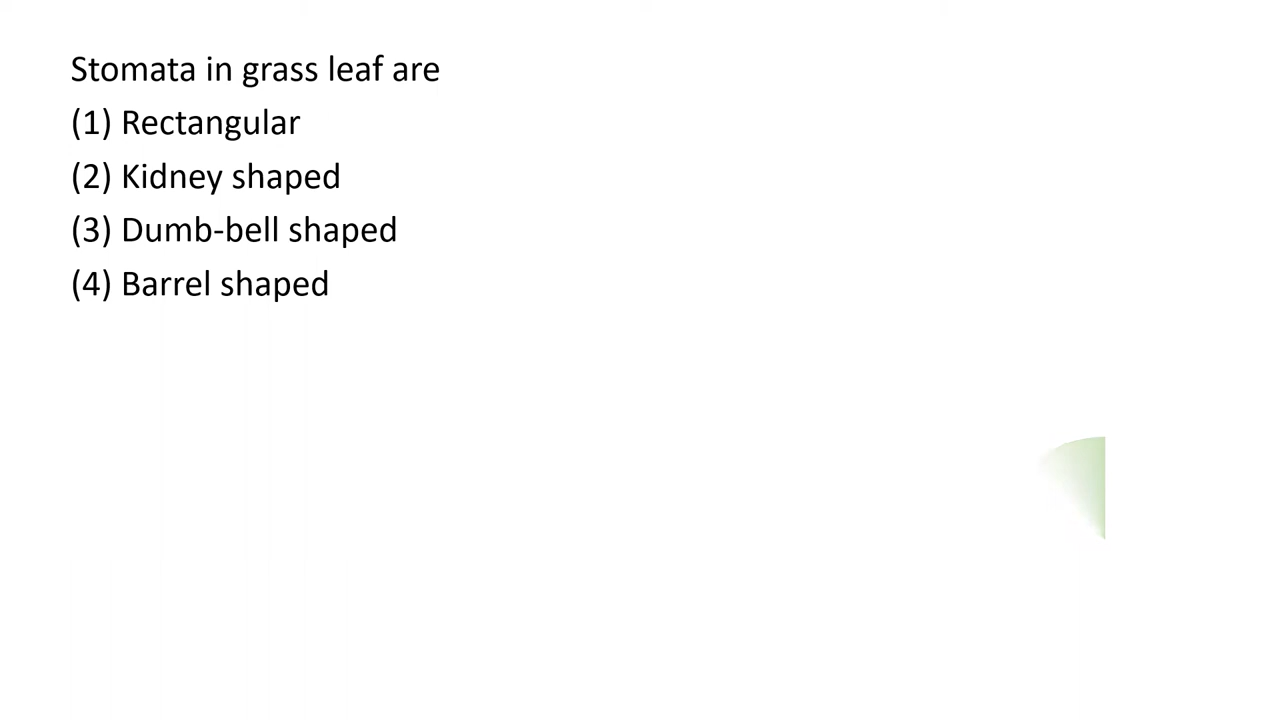 Stomata in grass leaf are
(1) Rectangular
(2) Kidney shaped
(3) Dumb-bell shaped
(4) Barrel shaped